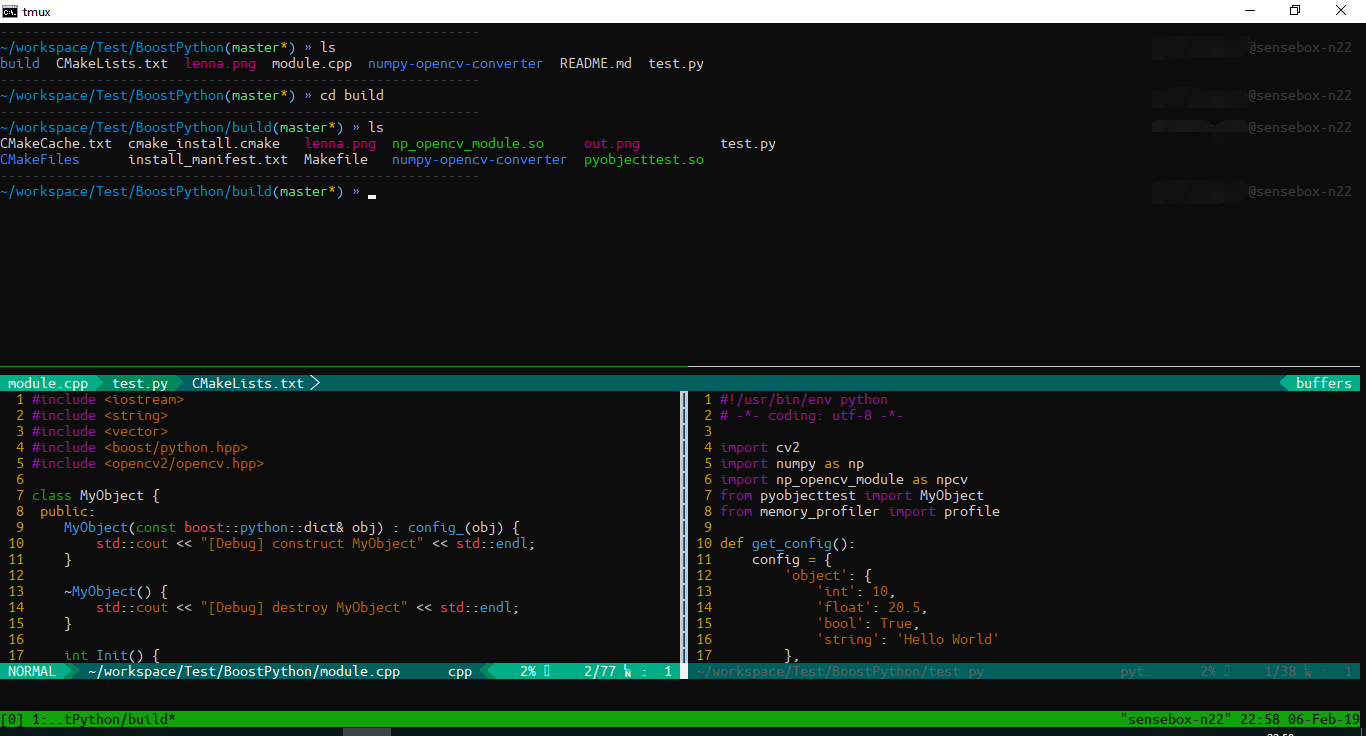 tmux
~/workspace/Test/BoostPython(master*) » ls @sensebox-n22
build CMakeLists.txt lenna.png module.cpp numpy-opencv-converter README.md test.py
~/workspace/Test/BoostPython(master*) » cd build @sensebox-n22
~/workspace/Test/BoostPython/build(master*) » ls @sensebox-n22
CMakeCache.txt cmake_install.cmake lenna.png np_opencv_module.so out.png test.py
CMakeFiles install_manifest.txt Makefile numpy-opencv-converter pyobjecttest.so
~/workspace/Test/BoostPython/build(master*) » @sensebox-n22
module.cpp test.py CMakeLists.txt buffers
1 #include <iostream>
2 #include <string>
3 #include <vector>
4 #include <boost/python.hpp>
5 #include <opencv2/opencv.hpp>
6
7 class MyObject {
8 public:
9 MyObject(const boost::python::dict& obj) : config_(obj) {
10 std::cout << "[Debug] construct MyObject" << std::endl;
11 }
12
13 ~MyObject() {
14 std::cout << "[Debug] destroy MyObject" << std::endl;
15 }
16
17 int Init() {
NORMAL ~/workspace/Test/BoostPython/module.cpp cpp 2% 2/77 : 1
1 #!/usr/bin/env python
2 # -*- coding: utf-8 -*-
3
4 import cv2
5 import numpy as np
6 import np_opencv_module as npcv
7 from pyobjecttest import MyObject
8 from memory_profiler import profile
9
10 def get_config():
11 config = {
12 'object': {
13 'int': 10,
14 'float': 20.5,
15 'bool': True,
16 'string': 'Hello World'
17 },
~/workspace/Test/BoostPython/test.py pyt… 2% 1/38 : 1
[0] 1:..tPython/build* "sensebox-n22" 22:58 06-Feb-19